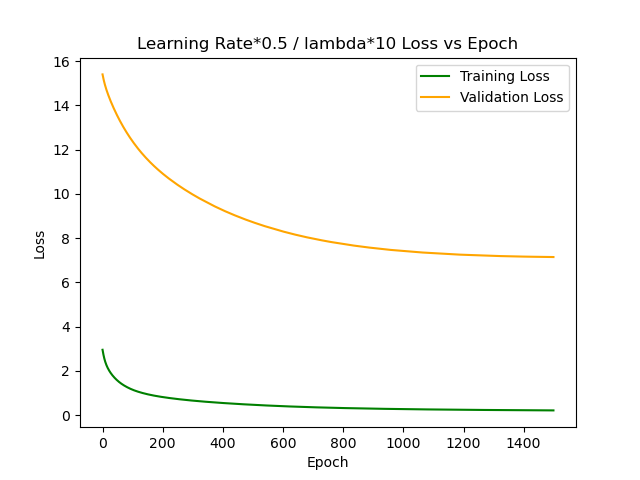 Learning Rate*0.5 / lambda*10 Loss vs Epoch
Training Loss
Validation Loss
Loss
16
14
12
10
8
6
4
2
0
0 200 400 600 800 1000 1200 1400
Epoch